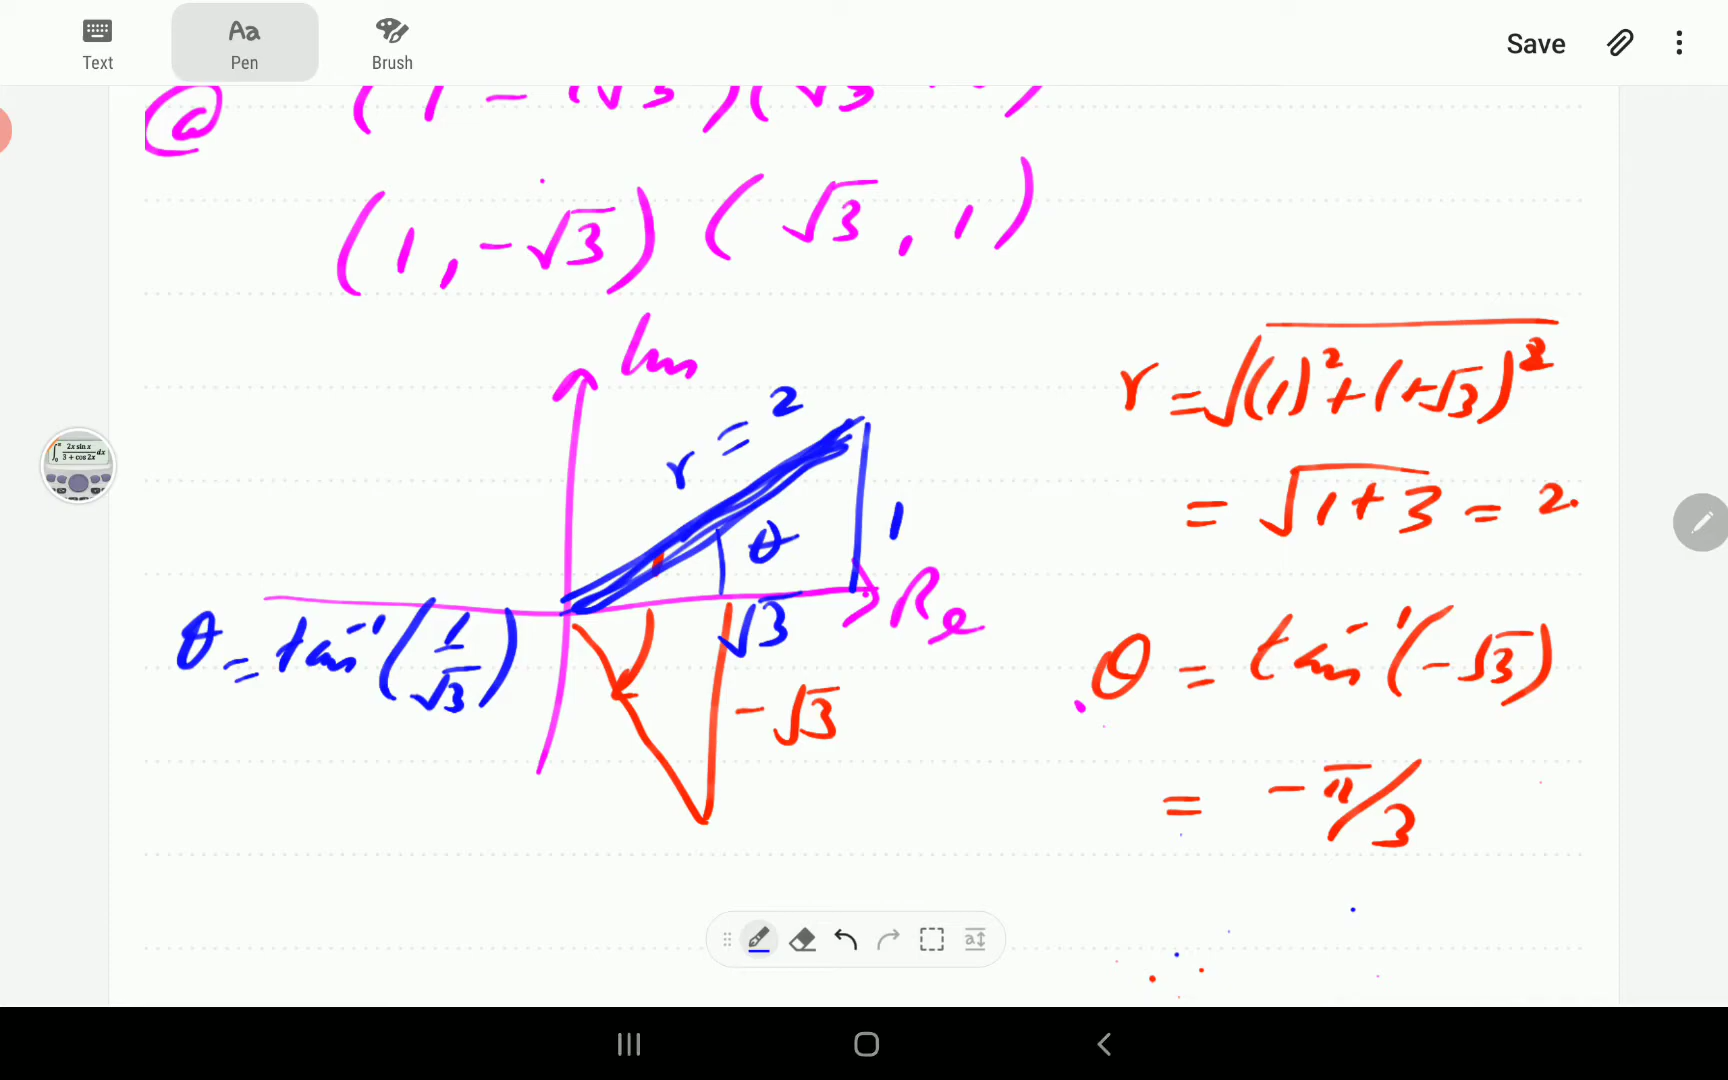 Text
Aa
Pen
Brush
Save
(a)
(1, -√3) (√3, 1)
Im
r = 2
r = √((1)² + (+√3)²
= √(1+3) = 2.
θ
1
Re
√3
θ = tan⁻¹(1/√3)
-√3
θ = tan⁻¹(-√3)
= -π/3